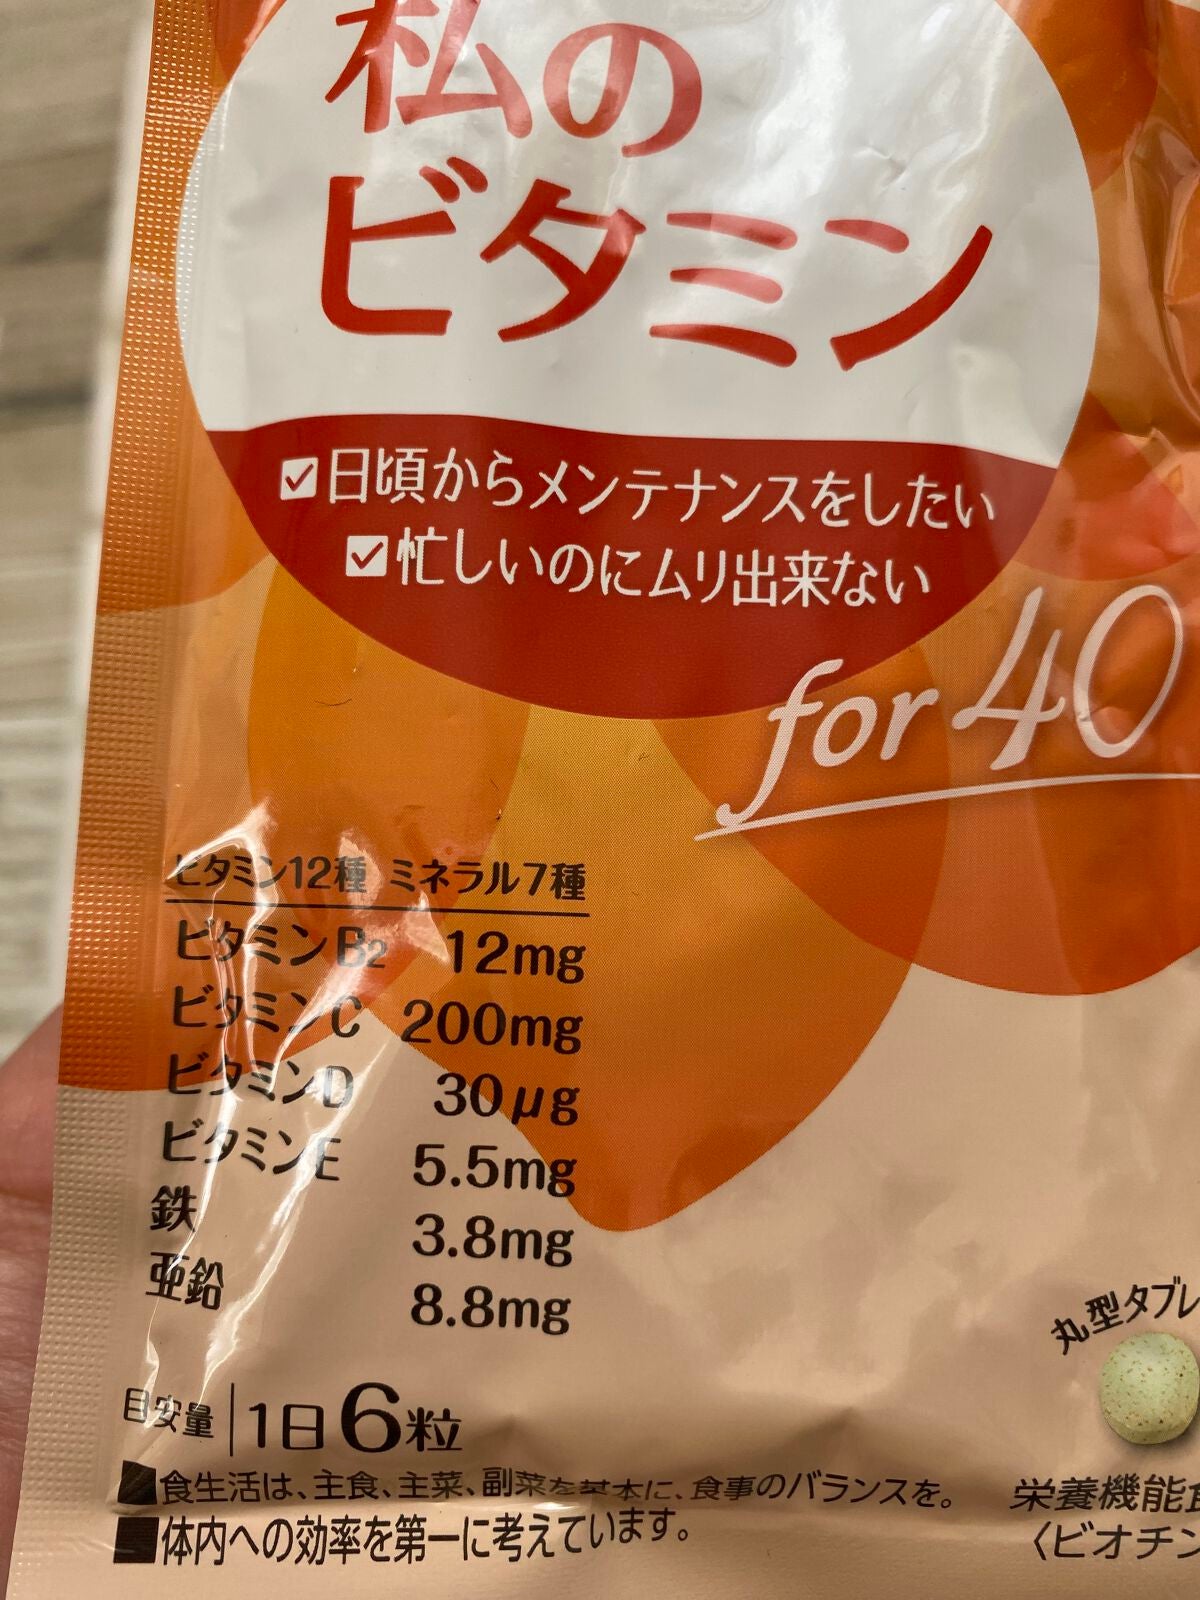 私の
ビタミン
日頃からメンテナンスをしたい
忙しいのにムリ出来ない
for 40
ビタミン12種 ミネラル7種
ビタミンB2 12mg
ビタミンC 200mg
ビタミンD 30μg
ビタミンE 5.5mg
鉄 3.8mg
亜鉛 8.8mg
目安量 1日6粒
丸型タブレ
■食生活は、主食、主菜、副菜を基本に、食事のバランスを。
■体内への効率を第一に考えています。
栄養機能食
〈ビオチン